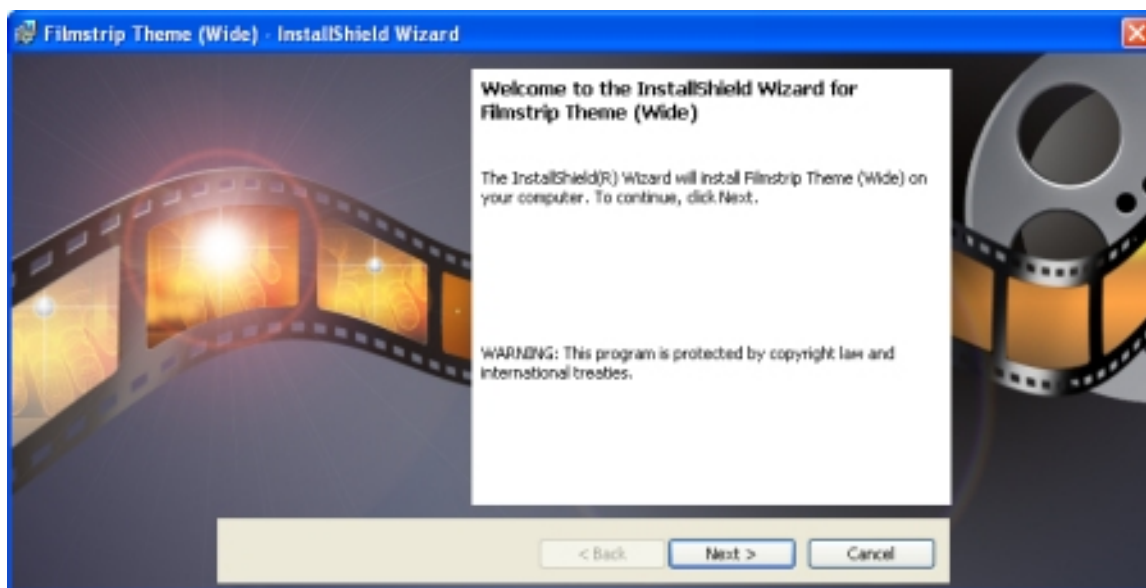 Filmstrip Theme (Wide) - InstallShield Wizard
Welcome to the InstallShield Wizard for
Filmstrip Theme (Wide)
The InstallShield(R) Wizard will install Filmstrip Theme (Wide) on
your computer. To continue, click Next.
WARNING: This program is protected by copyright law and
international treaties.
< Back
Next >
Cancel